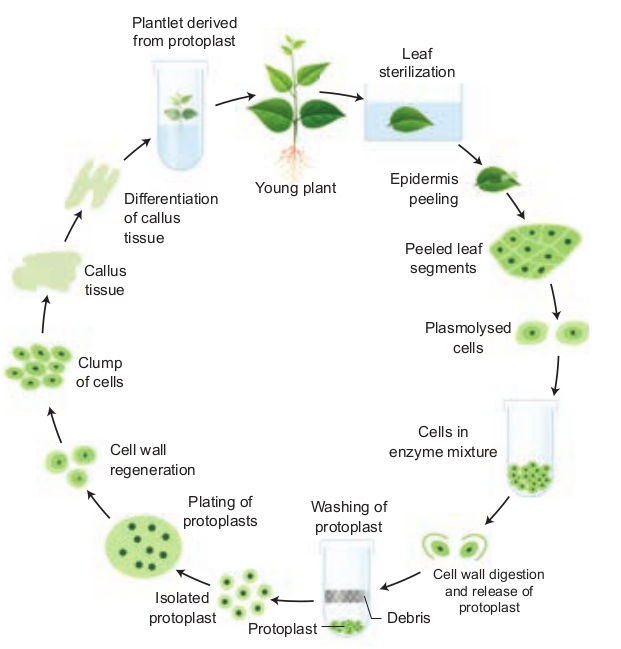 Plantlet derived
from protoplast
Leaf
sterilization
Young plant
Epidermis
peeling
Peeled leaf
segments
Plasmolysed
cells
Cells in
enzyme mixture
Cell wall digestion
and release of
protoplast
Washing of
protoplast
Debris
Protoplast
Isolated
protoplast
Plating of
protoplasts
Cell wall
regeneration
Clump
of cells
Callus
tissue
Differentiation
of callus
tissue